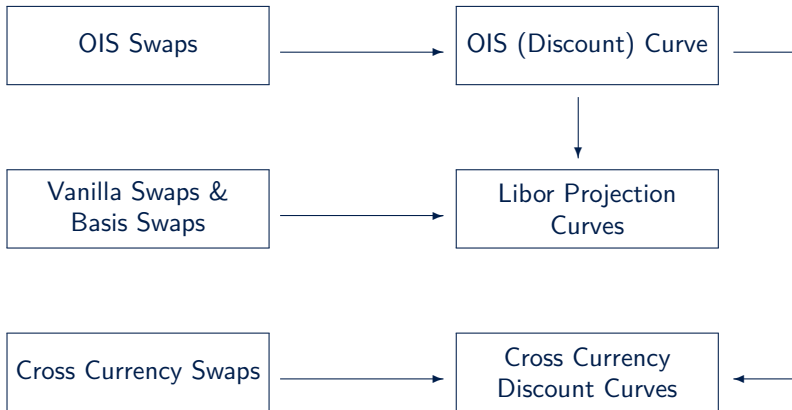 OIS Swaps
OIS (Discount) Curve
Vanilla Swaps &
Basis Swaps
Libor Projection
Curves
Cross Currency Swaps
Cross Currency
Discount Curves